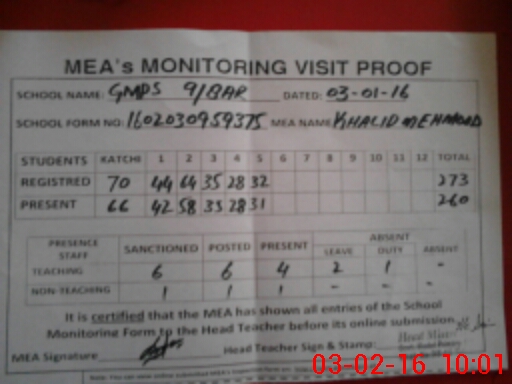 MEA's MONITORING VISIT PROOF
SCHOOL NAME: GMPS 9/BAR DATED: 03-01-16
SCHOOL FORM NO: 1602030959375 MEA NAME KHALID MEHMOOD
STUDENTS KATCHI 1 2 3 4 5 6 7 8 9 10 11 12 TOTAL
REGISTRED 70 44 64 35 28 32 273
PRESENT 66 42 58 35 28 31 260
PRESENCE STAFF SANCTIONED POSTED PRESENT ABSENT
LEAVE DUTY ABSENT
TEACHING 6 6 4 2 1 -
NON-TEACHING 1 1 1 - - -
It is certified that the MEA has shown all entries of the School
Monitoring Form to the Head Teacher before its online submission.
MEA Signature Head Teacher Sign & Stamp:
03-02-16 10:01